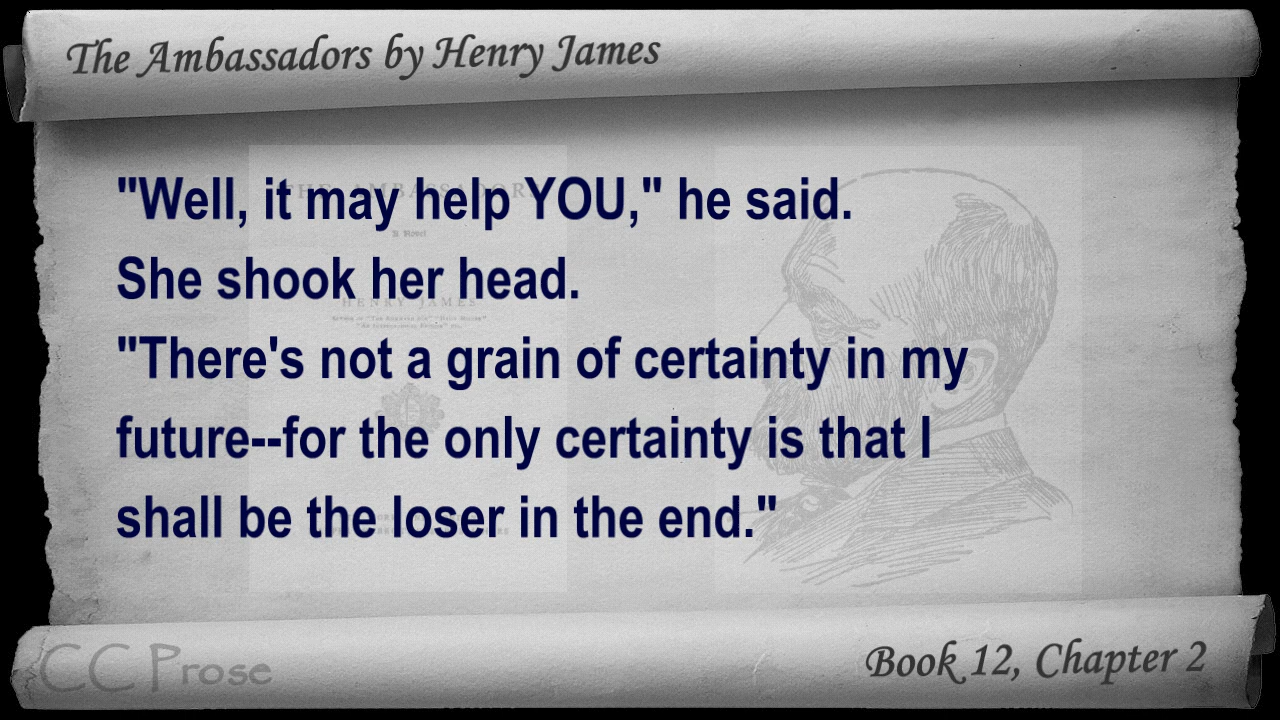 The Ambassadors by Henry James
"Well, it may help YOU," he said.
She shook her head.
"There's not a grain of certainty in my
future--for the only certainty is that I
shall be the loser in the end."
HENRY JAMES
CC Prose
Book 12, Chapter 2